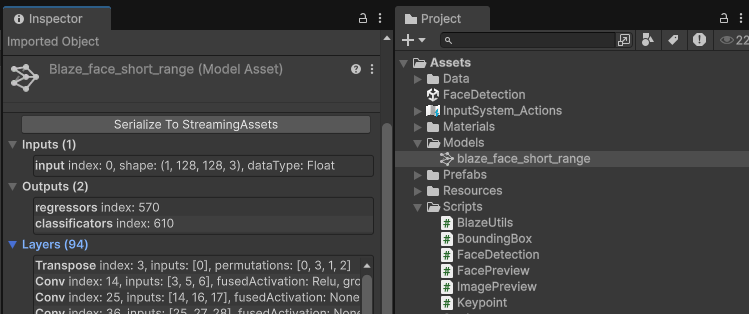 Inspector
Imported Object
Blaze_face_short_range (Model Asset)
Serialize To StreamingAssets
Inputs (1)
input index: 0, shape: (1, 128, 128, 3), dataType: Float
Outputs (2)
regressors index: 570
classificators index: 610
Layers (94)
Transpose index: 3, inputs: [0], permutations: [0, 3, 1, 2]
Conv index: 14, inputs: [3, 5, 6], fusedActivation: Relu, gro
Conv index: 25, inputs: [14, 16, 17], fusedActivation: None
Conv index: 36, inputs: [25, 27, 28], fusedActivation: None
Project
22
Assets
Data
FaceDetection
InputSystem_Actions
Materials
Models
blaze_face_short_range
Prefabs
Resources
Scripts
BlazeUtils
BoundingBox
FaceDetection
FacePreview
ImagePreview
Keypoint